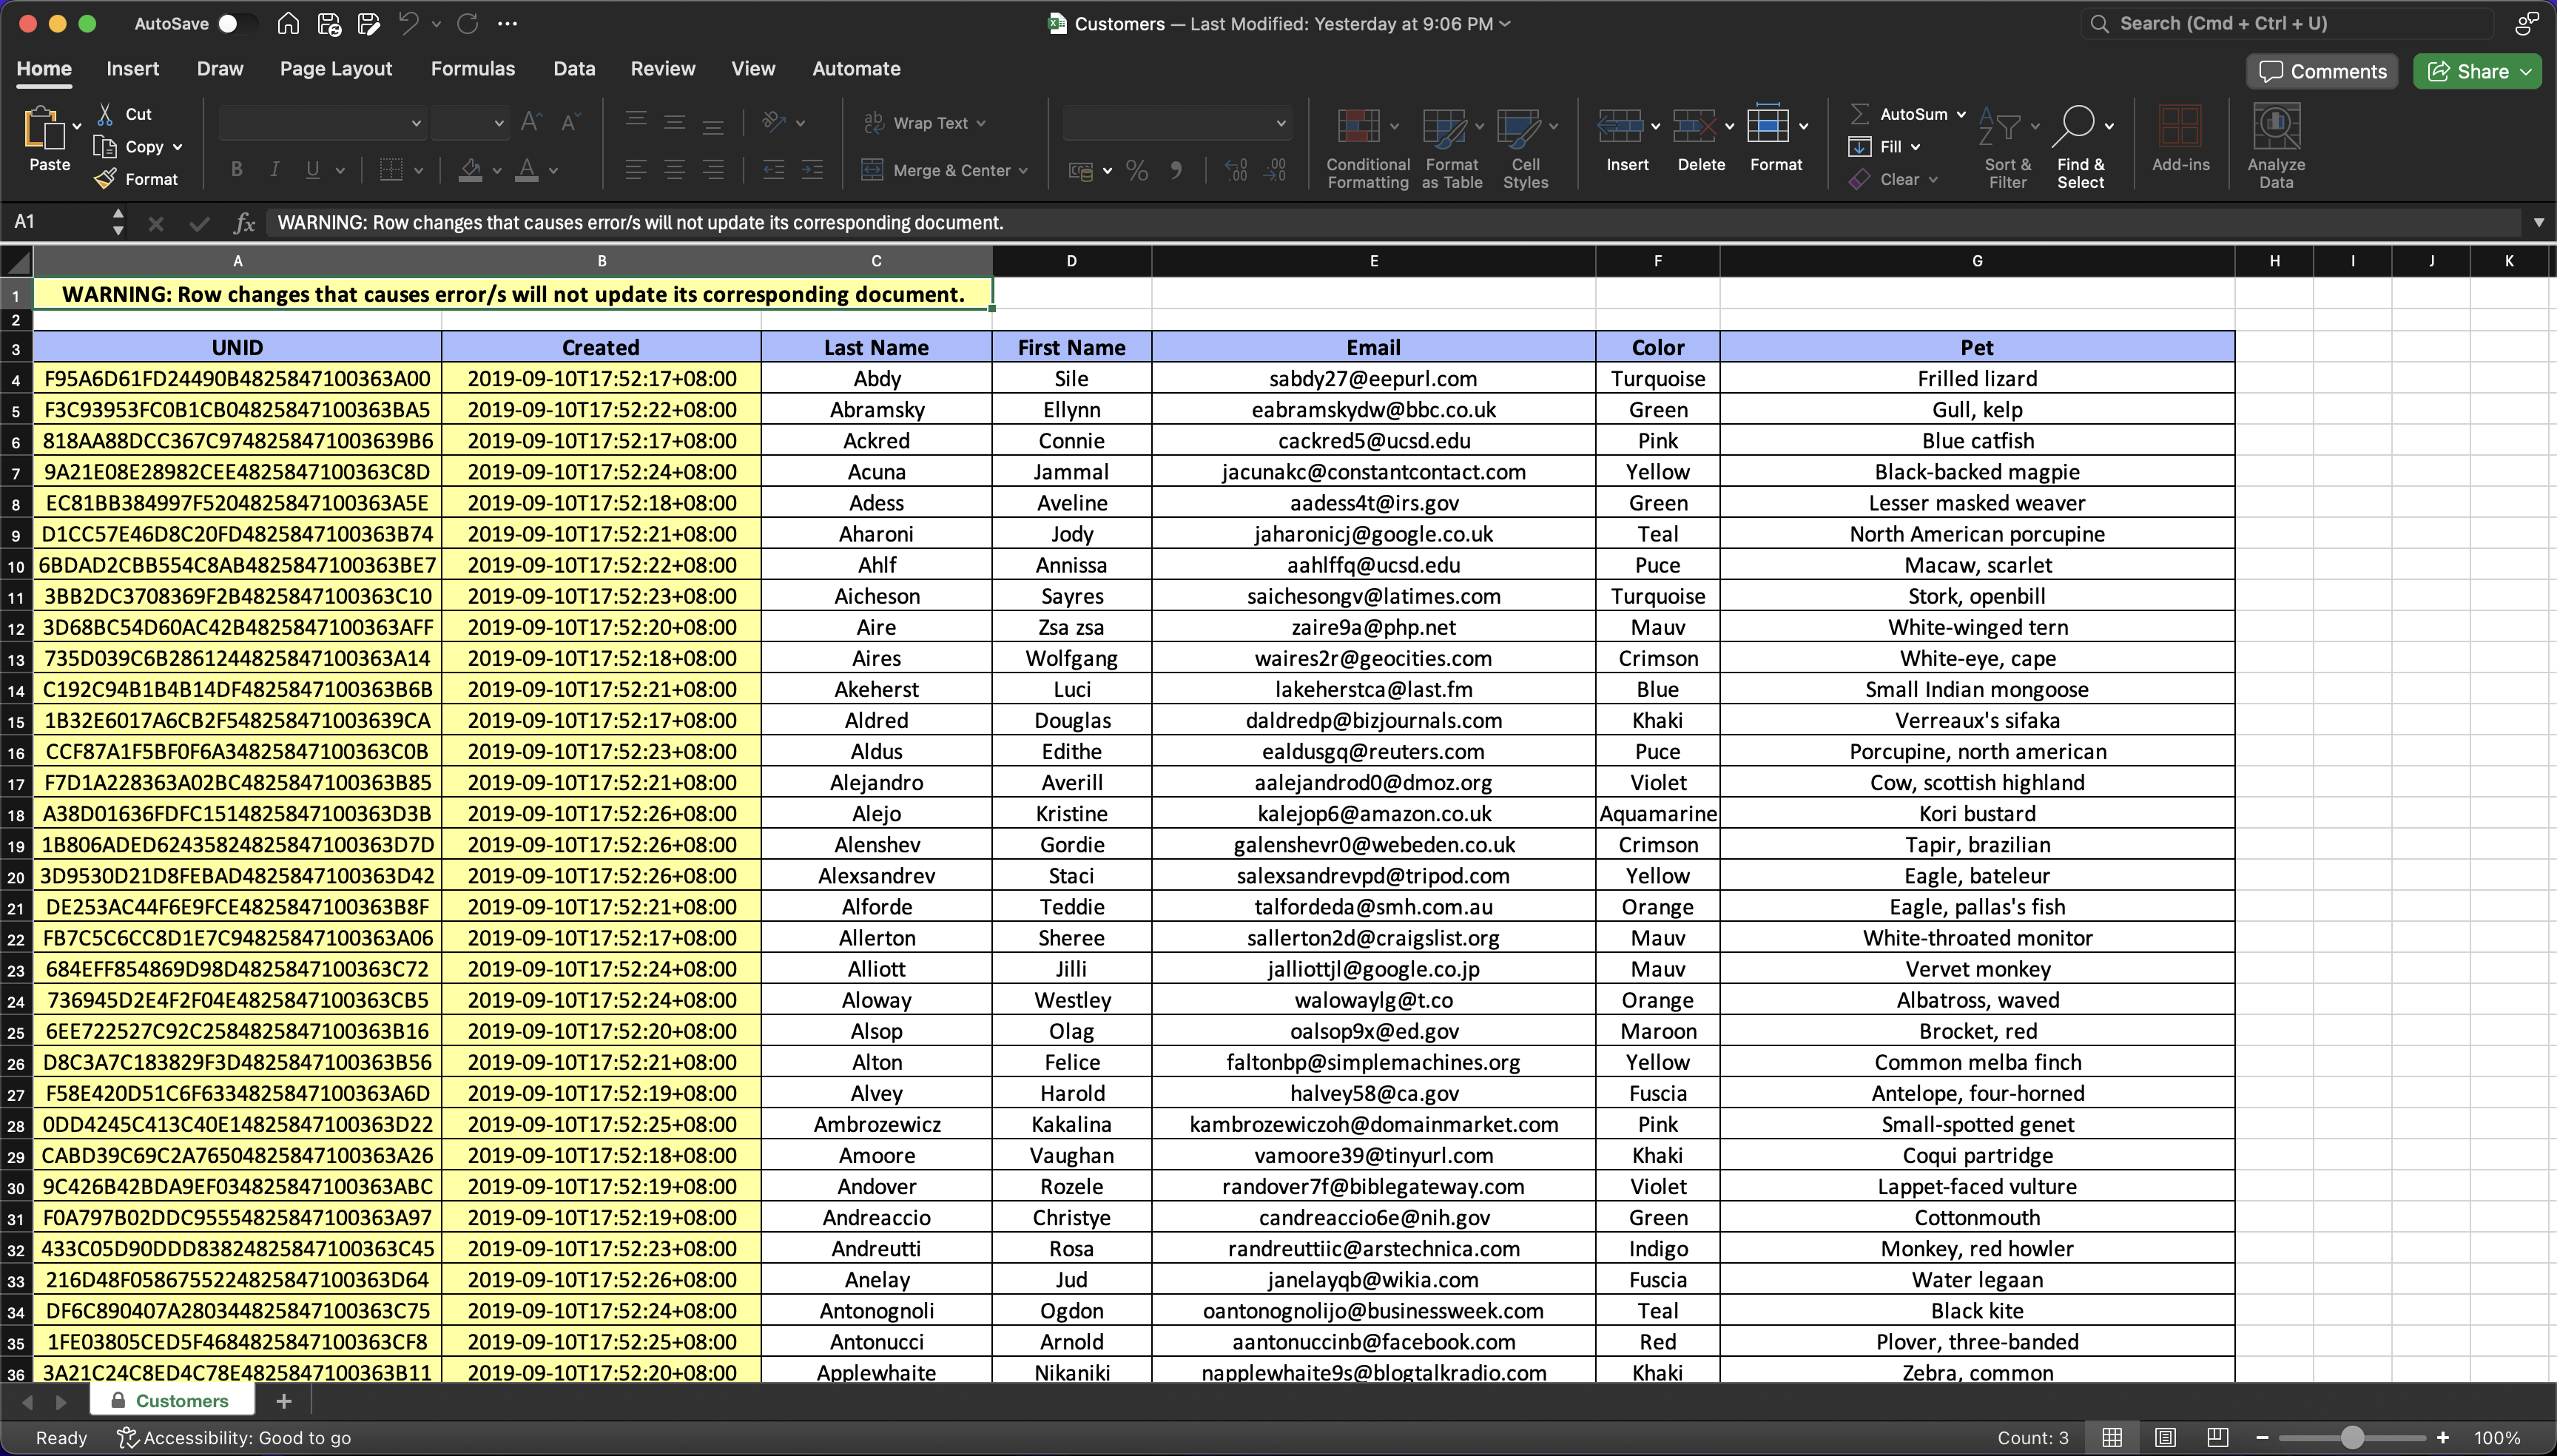 AutoSave
Customers — Last Modified: Yesterday at 9:06 PM
Search (Cmd + Ctrl + U)
Home Insert Draw Page Layout Formulas Data Review View Automate
Comments Share
Paste Cut Copy Format
Wrap Text
Merge & Center
Conditional Formatting
Format as Table
Cell Styles
Insert Delete Format
AutoSum
Fill
Clear
Sort & Filter
Find & Select
Add-ins
Analyze Data
A1 fx WARNING: Row changes that causes error/s will not update its corresponding document.
A B C D E F G H I J K
1 WARNING: Row changes that causes error/s will not update its corresponding document.
2
3 UNID Created Last Name First Name Email Color Pet
4 F95A6D61FD24490B4825847100363A00 2019-09-10T17:52:17+08:00 Abdy Sile sabdy27@eepurl.com Turquoise Frilled lizard
5 F3C93953FC0B1CB04825847100363BA5 2019-09-10T17:52:22+08:00 Abramsky Ellynn eabramskydw@bbc.co.uk Green Gull, kelp
6 818AA88DCC367C9748258471003639B6 2019-09-10T17:52:17+08:00 Ackred Connie cackred5@ucsd.edu Pink Blue catfish
7 9A21E08E28982CEE4825847100363C8D 2019-09-10T17:52:24+08:00 Acuna Jammal jacunakc@constantcontact.com Yellow Black-backed magpie
8 EC81BB384997F5204825847100363A5E 2019-09-10T17:52:18+08:00 Adess Aveline aadess4t@irs.gov Green Lesser masked weaver
9 D1CC57E46D8C20FD4825847100363B74 2019-09-10T17:52:21+08:00 Aharoni Jody jaharonicj@google.co.uk Teal North American porcupine
10 6BDAD2CBB554C8AB4825847100363BE7 2019-09-10T17:52:22+08:00 Ahlf Annissa aahlffq@ucsd.edu Puce Macaw, scarlet
11 3BB2DC3708369F2B4825847100363C10 2019-09-10T17:52:23+08:00 Aicheson Sayres saichesongv@latimes.com Turquoise Stork, openbill
12 3D68BC54D60AC42B4825847100363AFF 2019-09-10T17:52:20+08:00 Aire Zsa zsa zaire9a@php.net Mauv White-winged tern
13 735D039C6B2861244825847100363A14 2019-09-10T17:52:18+08:00 Aires Wolfgang waires2r@geocities.com Crimson White-eye, cape
14 C192C94B1B4B14DF4825847100363B6B 2019-09-10T17:52:21+08:00 Akeherst Luci lakeherstca@last.fm Blue Small Indian mongoose
15 1B32E6017A6CB2F548258471003639CA 2019-09-10T17:52:17+08:00 Aldred Douglas daldredp@bizjournals.com Khaki Verreaux's sifaka
16 CCF87A1F5BF0F6A34825847100363C0B 2019-09-10T17:52:23+08:00 Aldus Edithe ealdusgq@reuters.com Puce Porcupine, north american
17 F7D1A228363A02BC4825847100363B85 2019-09-10T17:52:21+08:00 Alejandro Averill aalejandrod0@dmoz.org Violet Cow, scottish highland
18 A38D01636FDFC1514825847100363D3B 2019-09-10T17:52:26+08:00 Alejo Kristine kalejop6@amazon.co.uk Aquamarine Kori bustard
19 1B806ADED62435824825847100363D7D 2019-09-10T17:52:26+08:00 Alenshev Gordie galenshevr0@webeden.co.uk Crimson Tapir, brazilian
20 3D9530D21D8FEBAD4825847100363D42 2019-09-10T17:52:26+08:00 Alexsandrev Staci salexsandrevpd@tripod.com Yellow Eagle, bateleur
21 DE253AC44F6E9FCE4825847100363B8F 2019-09-10T17:52:21+08:00 Alforde Teddie talfordeda@smh.com.au Orange Eagle, pallas's fish
22 FB7C5C6CC8D1E7C94825847100363A06 2019-09-10T17:52:17+08:00 Allerton Sheree sallerton2d@craigslist.org Mauv White-throated monitor
23 684EFF854869D98D4825847100363C72 2019-09-10T17:52:24+08:00 Alliott Jilli jalliottjl@google.co.jp Mauv Vervet monkey
24 736945D2E4F2F04E4825847100363CB5 2019-09-10T17:52:24+08:00 Aloway Westley walowaylg@t.co Orange Albatross, waved
25 6EE722527C92C2584825847100363B16 2019-09-10T17:52:20+08:00 Alsop Olag oalsop9x@ed.gov Maroon Brocket, red
26 D8C3A7C183829F3D4825847100363B56 2019-09-10T17:52:21+08:00 Alton Felice faltonbp@simplemachines.org Yellow Common melba finch
27 F58E420D51C6F6334825847100363A6D 2019-09-10T17:52:19+08:00 Alvey Harold halvey58@ca.gov Fuscia Antelope, four-horned
28 0DD4245C413C40E14825847100363D22 2019-09-10T17:52:25+08:00 Ambrozewicz Kakalina kambrozewiczoh@domainmarket.com Pink Small-spotted genet
29 CABD39C69C2A76504825847100363A26 2019-09-10T17:52:18+08:00 Amoore Vaughan vamoore39@tinyurl.com Khaki Coqui partridge
30 9C426B42BDA9EF034825847100363ABC 2019-09-10T17:52:19+08:00 Andover Rozele randover7f@biblegateway.com Violet Lappet-faced vulture
31 F0A797B02DDC95554825847100363A97 2019-09-10T17:52:19+08:00 Andreaccio Christye candreaccio6e@nih.gov Green Cottonmouth
32 433C05D90DDD83824825847100363C45 2019-09-10T17:52:23+08:00 Andreutti Rosa randreuttiic@arstechnica.com Indigo Monkey, red howler
33 216D48F0586755224825847100363D64 2019-09-10T17:52:26+08:00 Anelay Jud janelayqb@wikia.com Fuscia Water legaan
34 DF6C890407A280344825847100363C75 2019-09-10T17:52:24+08:00 Antonognoli Ogdon oantonognolijo@businessweek.com Teal Black kite
35 1FE03805CED5F4684825847100363CF8 2019-09-10T17:52:25+08:00 Antonucci Arnold aantonuccinb@facebook.com Red Plover, three-banded
36 3A21C24C8ED4C78E4825847100363B11 2019-09-10T17:52:20+08:00 Applewhaite Nikaniki napplewhaite9s@blogtalkradio.com Khaki Zebra, common
Customers
Ready Accessibility: Good to go Count: 3 100%